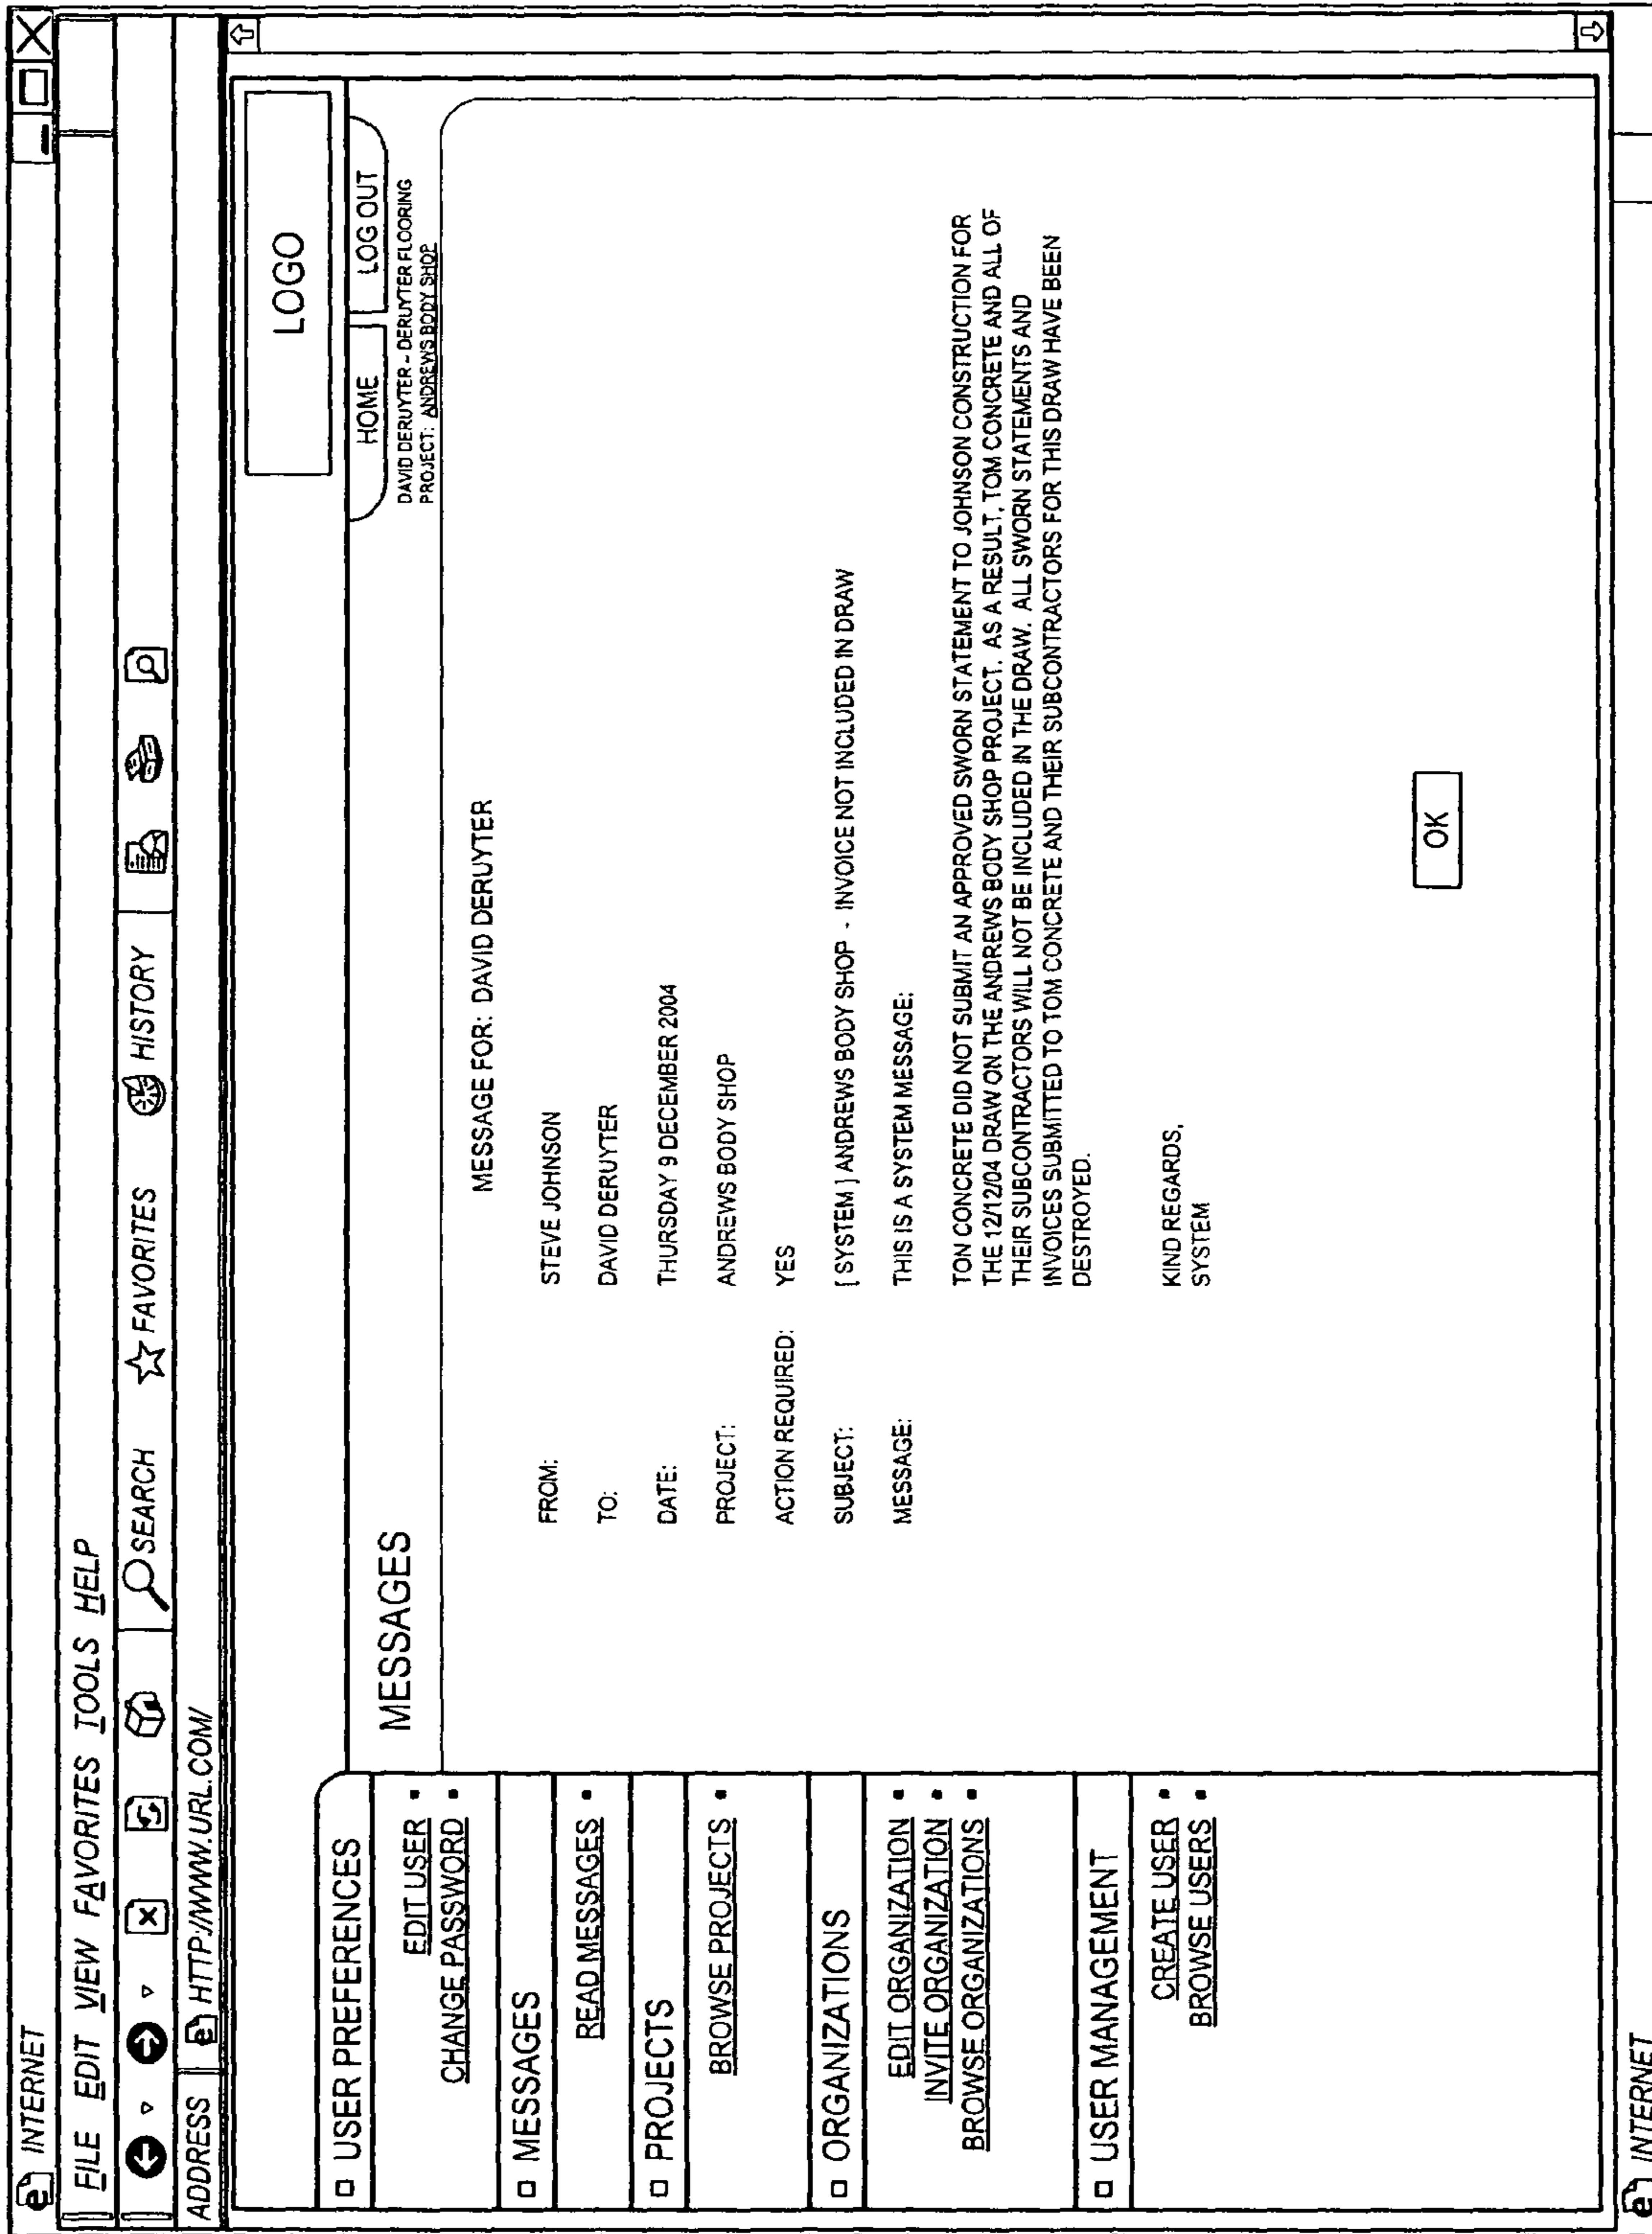 INTERNET
FILE EDIT VIEW FAVORITES TOOLS HELP
SEARCH FAVORITES HISTORY
ADDRESS HTTP://WWW.URL.COM/
LOGO
HOME LOG OUT
DAVID DERUYTER ~ DERUYTER FLOORING
PROJECT: ANDREWS BODY SHOP
USER PREFERENCES
EDIT USER
CHANGE PASSWORD
MESSAGES
READ MESSAGES
PROJECTS
BROWSE PROJECTS
ORGANIZATIONS
EDIT ORGANIZATION
INVITE ORGANIZATION
BROWSE ORGANIZATIONS
USER MANAGEMENT
CREATE USER
BROWSE USERS
MESSAGES
MESSAGE FOR: DAVID DERUYTER
FROM: STEVE JOHNSON
TO: DAVID DERUYTER
DATE: THURSDAY 9 DECEMBER 2004
PROJECT: ANDREWS BODY SHOP
ACTION REQUIRED: YES
SUBJECT: [ SYSTEM ] ANDREWS BODY SHOP - INVOICE NOT INCLUDED IN DRAW
MESSAGE: THIS IS A SYSTEM MESSAGE:
TON CONCRETE DID NOT SUBMIT AN APPROVED SWORN STATEMENT TO JOHNSON CONSTRUCTION FOR
THE 12/12/04 DRAW ON THE ANDREWS BODY SHOP PROJECT. AS A RESULT, TOM CONCRETE AND ALL OF
THEIR SUBCONTRACTORS WILL NOT BE INCLUDED IN THE DRAW. ALL SWORN STATEMENTS AND
INVOICES SUBMITTED TO TOM CONCRETE AND THEIR SUBCONTRACTORS FOR THIS DRAW HAVE BEEN
DESTROYED.
KIND REGARDS,
SYSTEM
OK
INTERNET